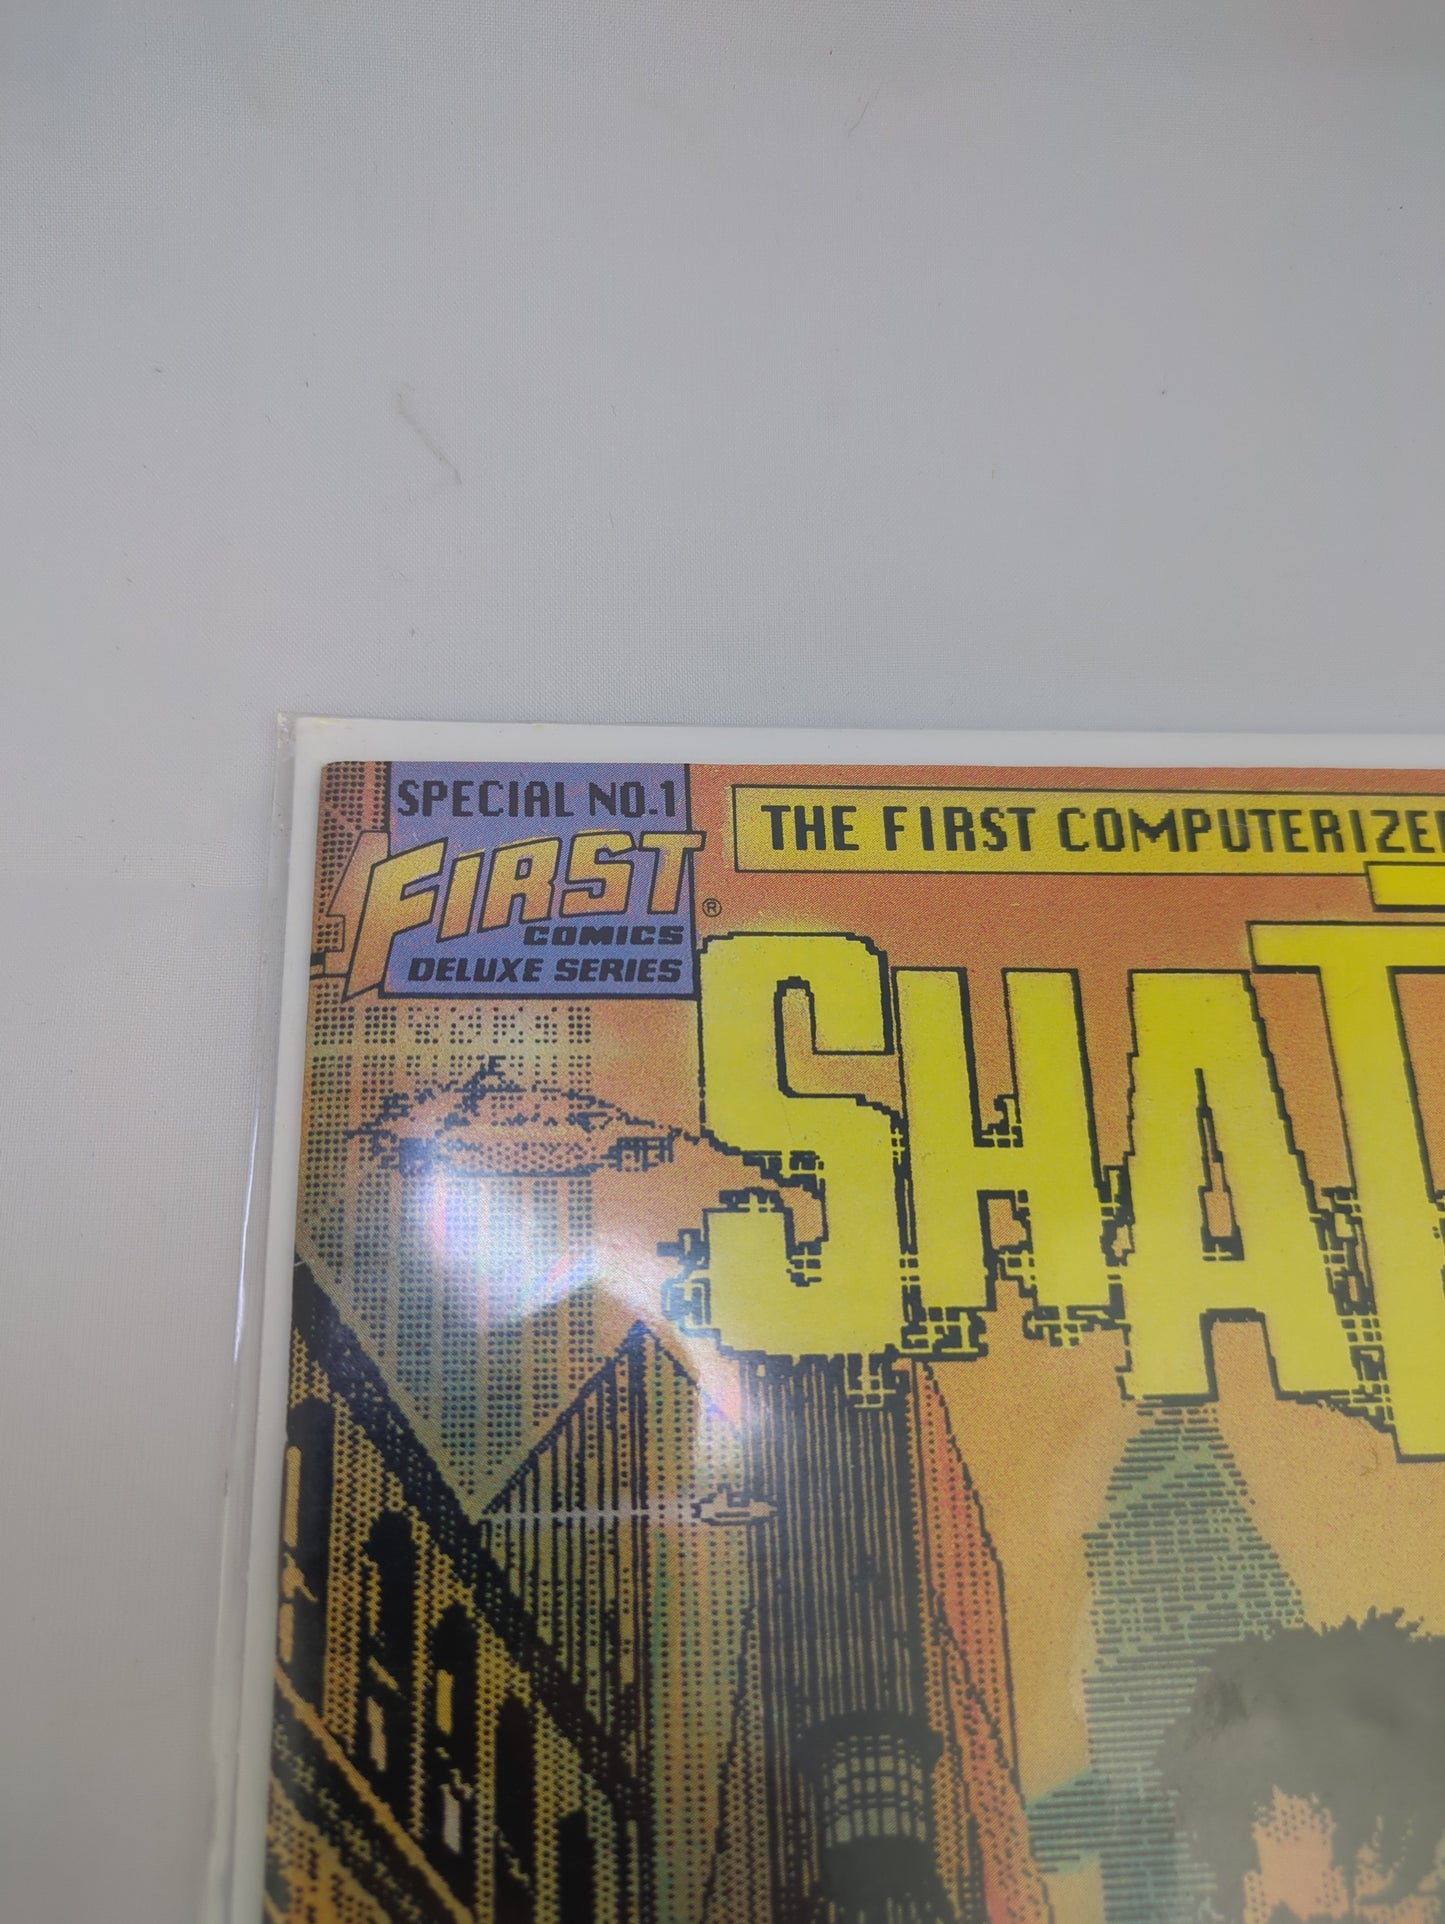 SPECIAL NO.1
FIRST®
COMICS
DELUXE SERIES
THE FIRST COMPUTERIZE
SHAT